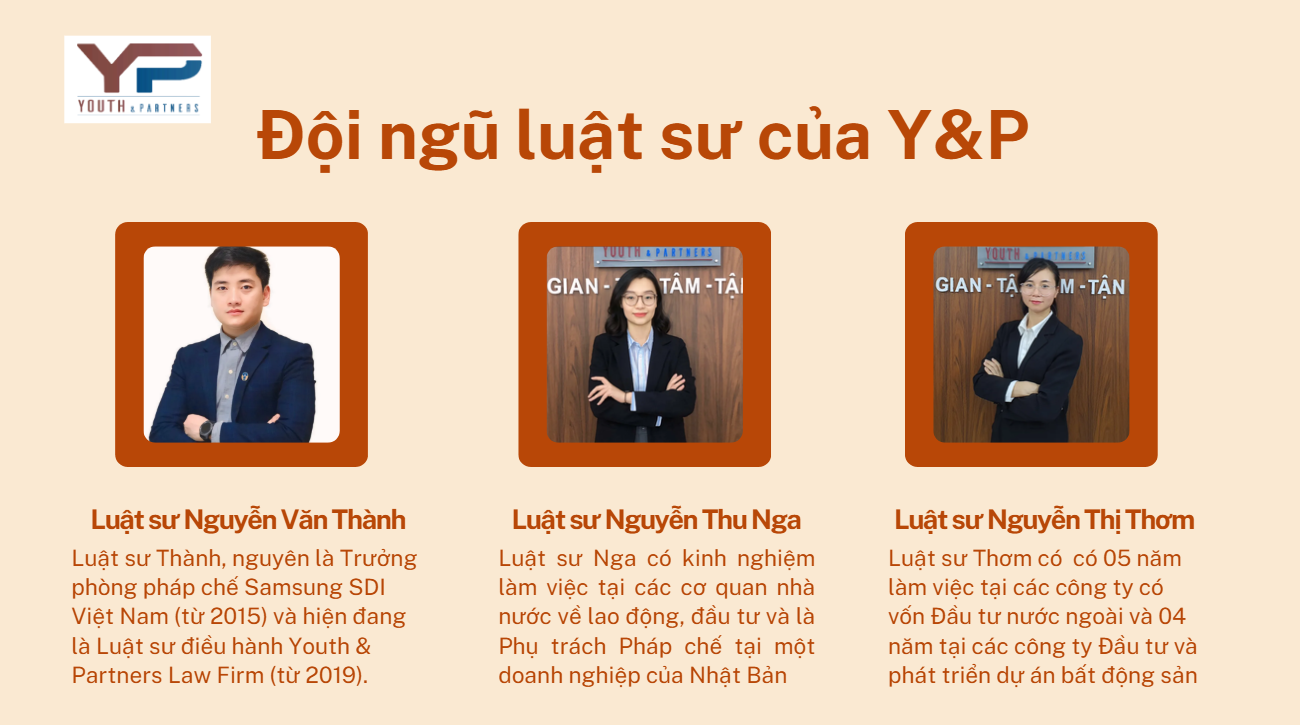 YP
YOUTH & PARTNERS
Đội ngũ luật sư của Y&P
YOUTH & PARTNERS
GIAN - TÂM - TẬ
YOUTH & PARTNERS
GIAN - TẬ M - TẬN
Luật sư Nguyễn Văn Thành
Luật sư Thành, nguyên là Trưởng
phòng pháp chế Samsung SDI
Việt Nam (từ 2015) và hiện đang
là Luật sư điều hành Youth &
Partners Law Firm (từ 2019).
Luật sư Nguyễn Thu Nga
Luật sư Nga có kinh nghiệm
làm việc tại các cơ quan nhà
nước về lao động, đầu tư và là
Phụ trách Pháp chế tại một
doanh nghiệp của Nhật Bản
Luật sư Nguyễn Thị Thơm
Luật sư Thơm có có 05 năm
làm việc tại các công ty có
vốn Đầu tư nước ngoài và 04
năm tại các công ty Đầu tư và
phát triển dự án bất động sản